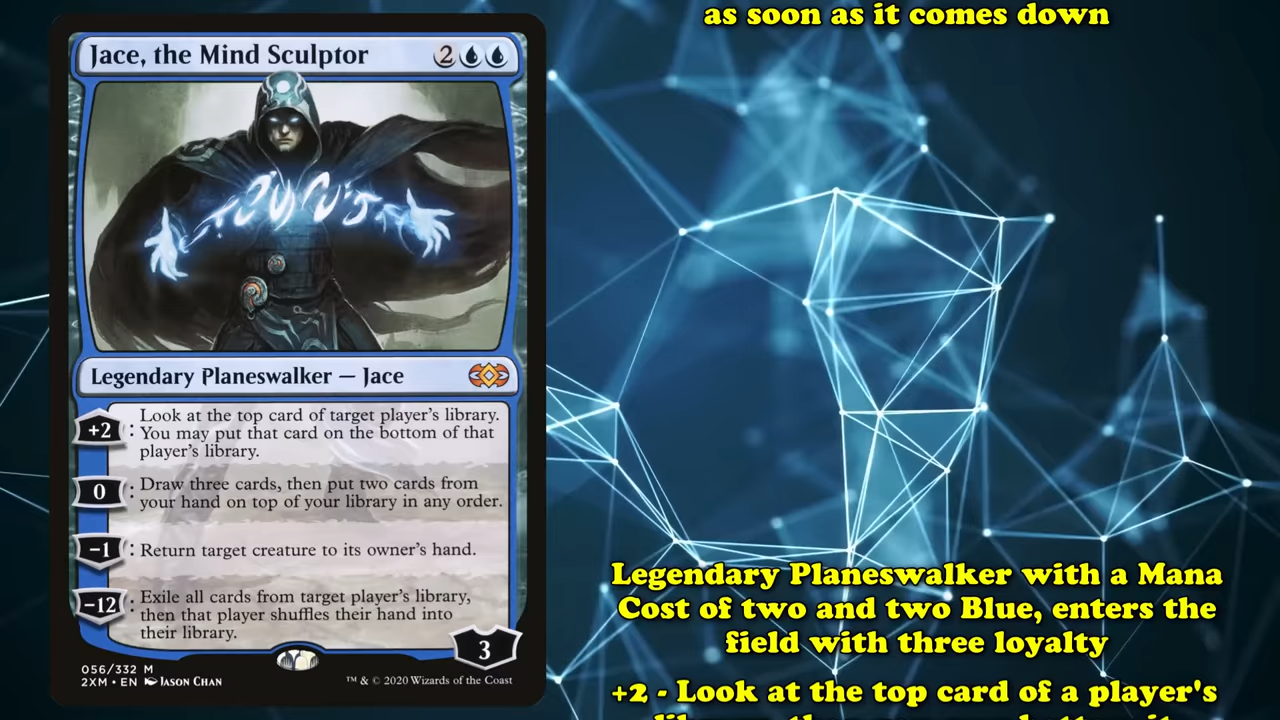 Jace, the Mind Sculptor 2
Legendary Planeswalker — Jace
+2 : Look at the top card of target player's library.
You may put that card on the bottom of that
player's library.
0 : Draw three cards, then put two cards from
your hand on top of your library in any order.
−1 : Return target creature to its owner's hand.
−12 : Exile all cards from target player's library,
then that player shuffles their hand into
their library.
3
056/332 M
2XM • EN Jason Chan
™ & © 2020 Wizards of the Coast
as soon as it comes down
Legendary Planeswalker with a Mana
Cost of two and two Blue, enters the
field with three loyalty
+2 - Look at the top card of a player's